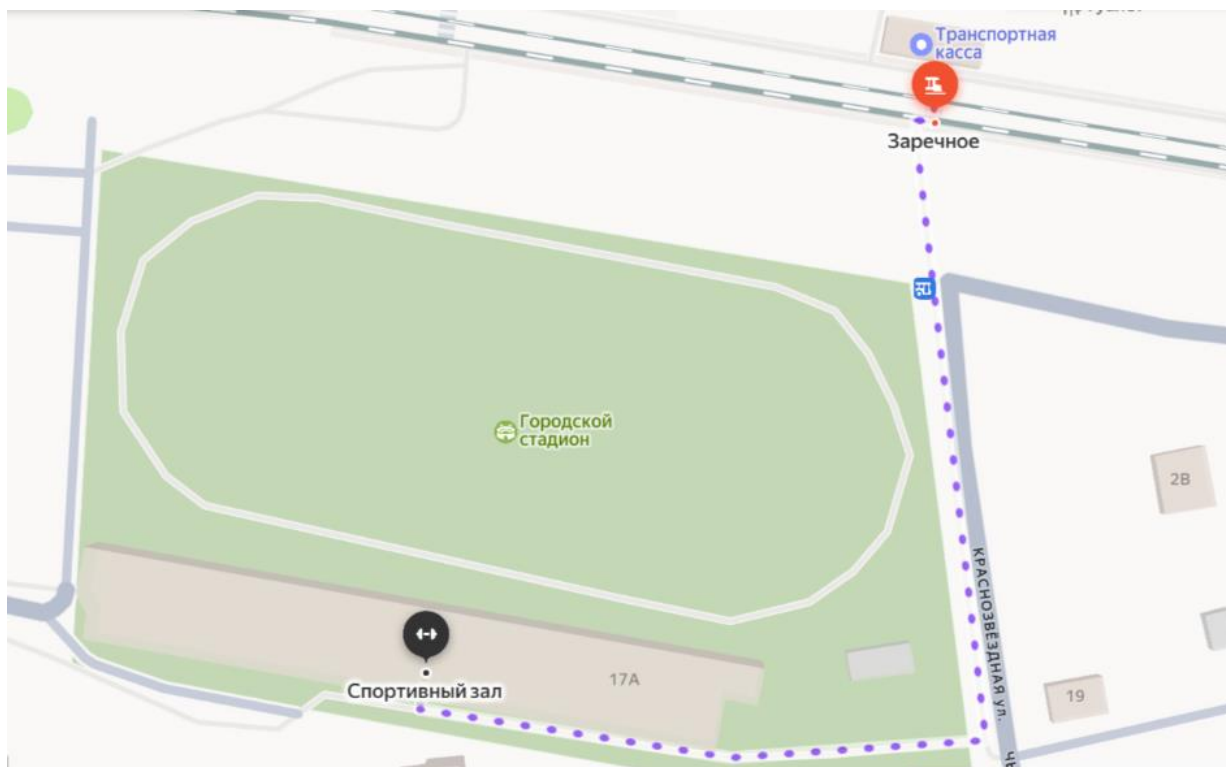 Транспортная
касса
Заречное
Городской
стадион
2В
КРАСНОЗВЁЗДНАЯ УЛ.
Спортивный зал
17А
19